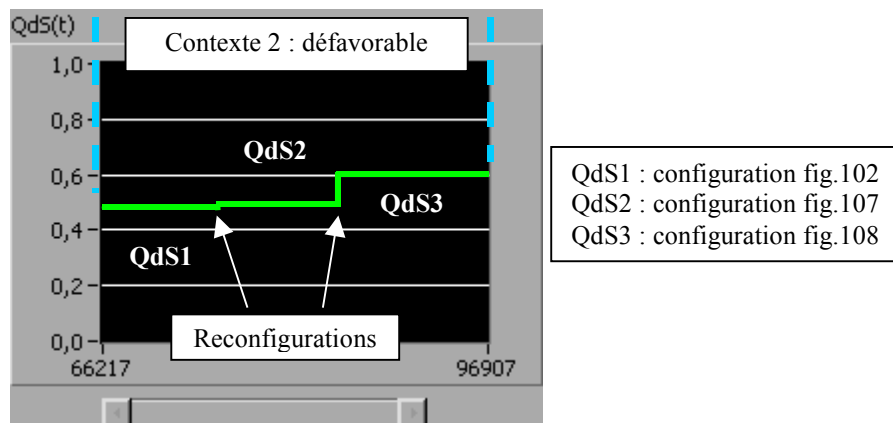 QdS(t)
Contexte 2 : défavorable
1,0
0,8
QdS2
0,6
QdS3
0,4
QdS1
0,2
Reconfigurations
0,0
66217
96907
QdS1 : configuration fig.102
QdS2 : configuration fig.107
QdS3 : configuration fig.108